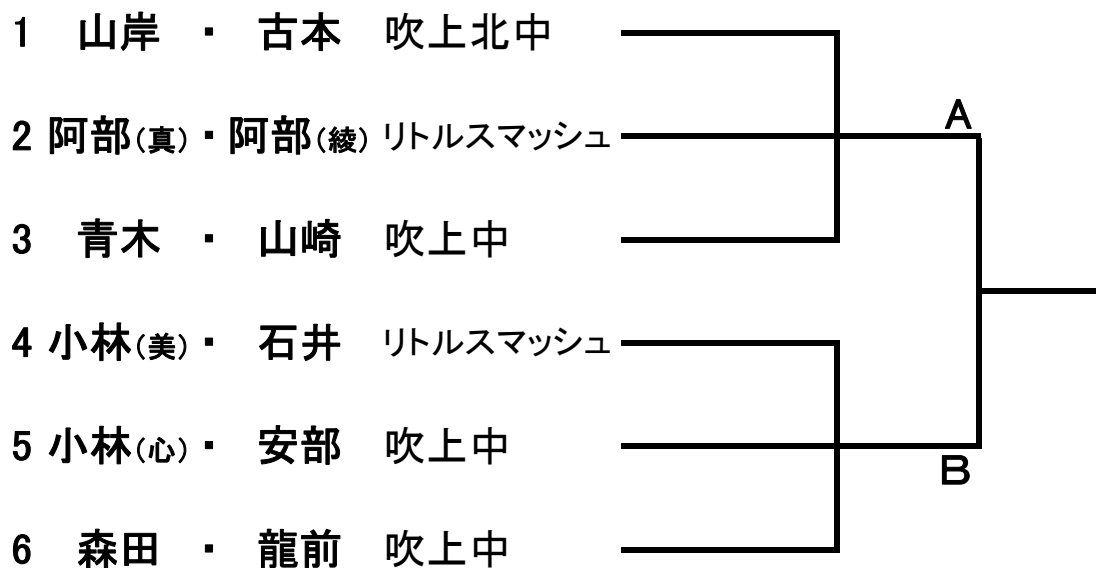 1 山岸 ・ 古本 吹上北中
A
2 阿部(真)・阿部(綾) リトルスマッシュ
3 青木 ・ 山崎 吹上中
4 小林(美)・ 石井 リトルスマッシュ
5 小林(心)・ 安部 吹上中
B
6 森田 ・ 龍前 吹上中